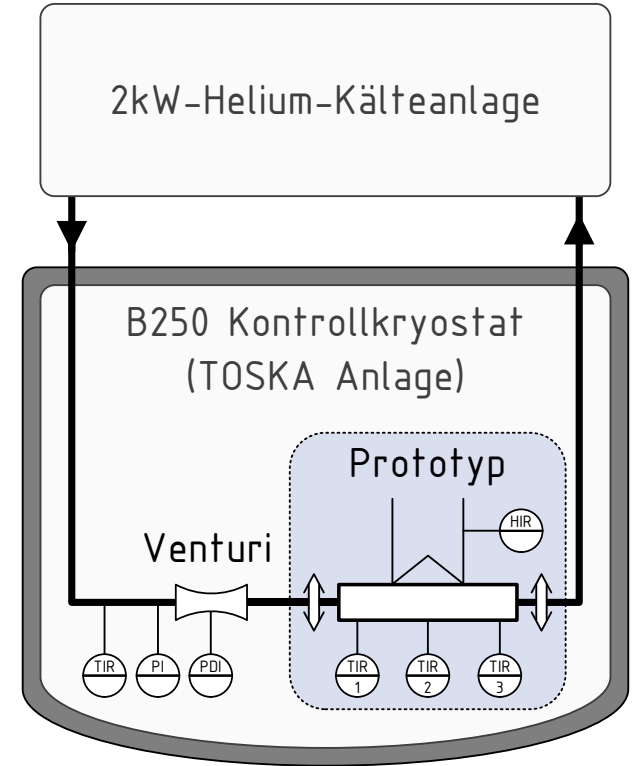 2kW-Helium-Kälteanlage
B250 Kontrollkryostat
(TOSKA Anlage)
Prototyp
HIR
Venturi
TIR
PI
PDI
TIR
1
TIR
2
TIR
3